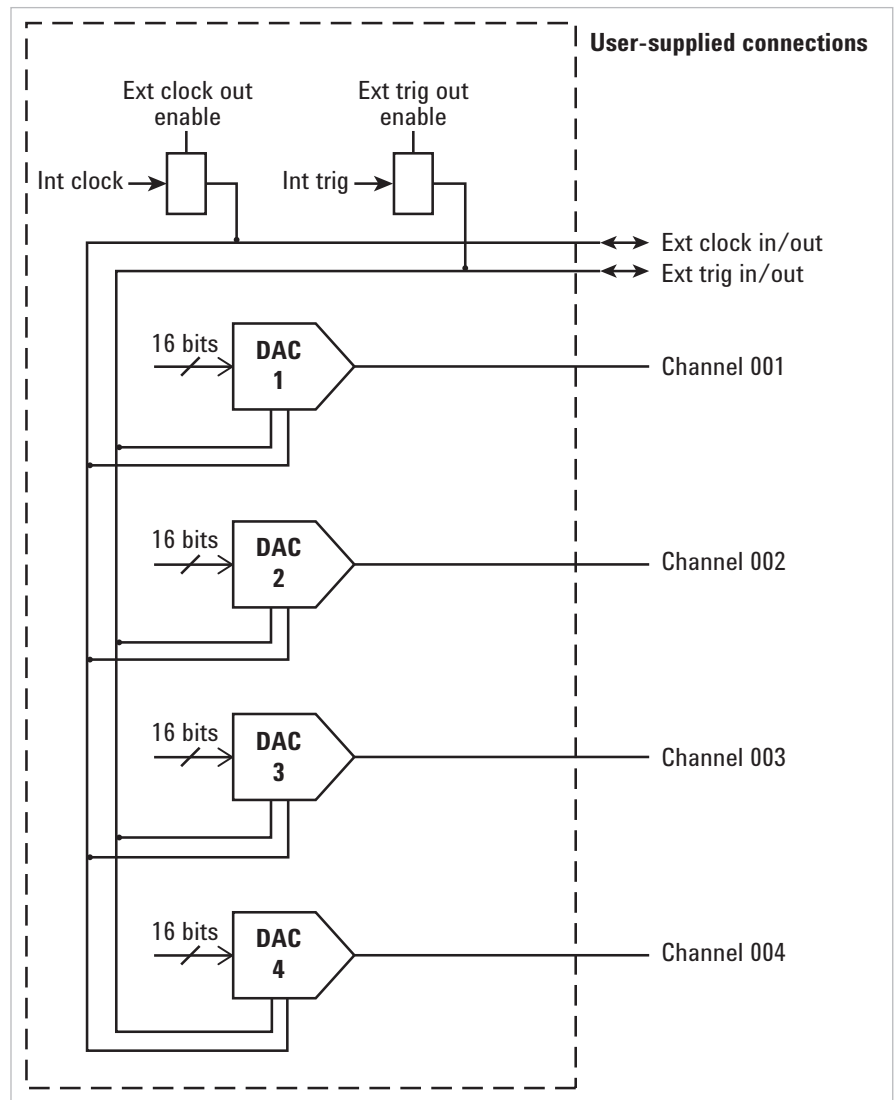 User-supplied connections
Ext clock out
enable
Ext trig out
enable
Int clock
Int trig
Ext clock in/out
Ext trig in/out
16 bits
DAC
1
Channel 001
16 bits
DAC
2
Channel 002
16 bits
DAC
3
Channel 003
16 bits
DAC
4
Channel 004